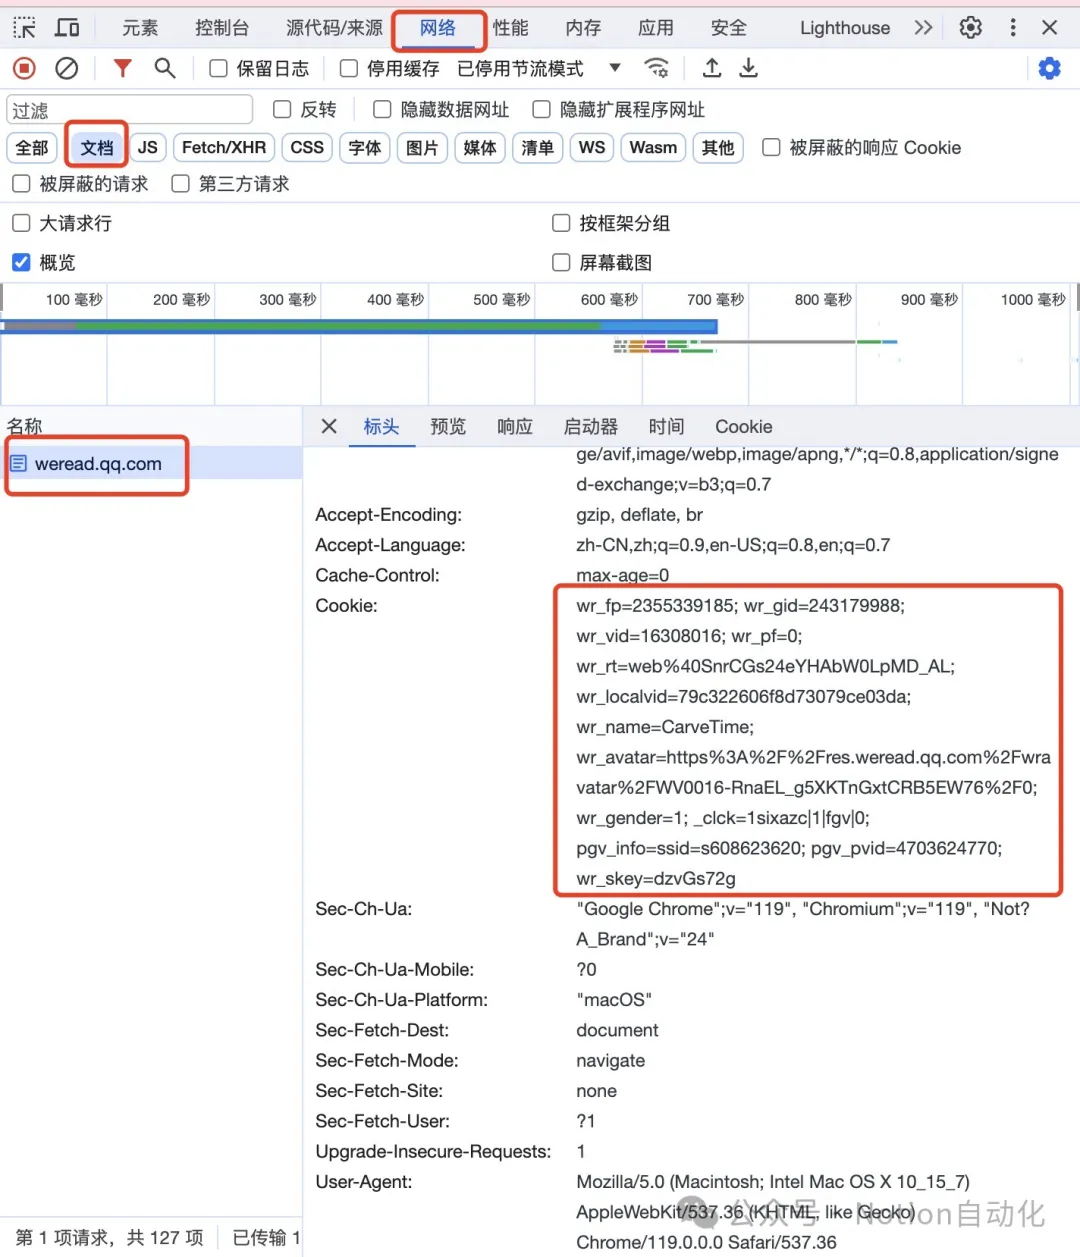 元素 控制台 源代码/来源 网络 性能 内存 应用 安全 Lighthouse
保留日志 停用缓存 已停用节流模式
过滤 反转 隐藏数据网址 隐藏扩展程序网址
全部 文档 JS Fetch/XHR CSS 字体 图片 媒体 清单 WS Wasm 其他 被屏蔽的响应 Cookie
被屏蔽的请求 第三方请求
大请求行 按框架分组
概览 屏幕截图
100 毫秒 200 毫秒 300 毫秒 400 毫秒 500 毫秒 600 毫秒 700 毫秒 800 毫秒 900 毫秒 1000 毫秒
名称 标头 预览 响应 启动器 时间 Cookie
weread.qq.com
ge/avif,image/webp,image/apng,*/*;q=0.8,application/signe
d-exchange;v=b3;q=0.7
Accept-Encoding: gzip, deflate, br
Accept-Language: zh-CN,zh;q=0.9,en-US;q=0.8,en;q=0.7
Cache-Control: max-age=0
Cookie: wr_fp=2355339185; wr_gid=243179988;
wr_vid=16308016; wr_pf=0;
wr_rt=web%40SnrCGs24eYHAbW0LpMD_AL;
wr_localvid=79c322606f8d73079ce03da;
wr_name=CarveTime;
wr_avatar=https%3A%2F%2Fres.weread.qq.com%2Fwra
vatar%2FWV0016-RnaEL_g5XKTnGxtCRB5EW76%2F0;
wr_gender=1; _clck=1sixazc|1|fgv|0;
pgv_info=ssid=s608623620; pgv_pvid=4703624770;
wr_skey=dzvGs72g
Sec-Ch-Ua: "Google Chrome";v="119", "Chromium";v="119", "Not?
A_Brand";v="24"
Sec-Ch-Ua-Mobile: ?0
Sec-Ch-Ua-Platform: "macOS"
Sec-Fetch-Dest: document
Sec-Fetch-Mode: navigate
Sec-Fetch-Site: none
Sec-Fetch-User: ?1
Upgrade-Insecure-Requests: 1
User-Agent: Mozilla/5.0 (Macintosh; Intel Mac OS X 10_15_7)
AppleWebKit/537.36 (KHTML, like Gecko)
Chrome/119.0.0.0 Safari/537.36
公众号 · Notion自动化
第 1 项请求，共 127 项 已传输 1